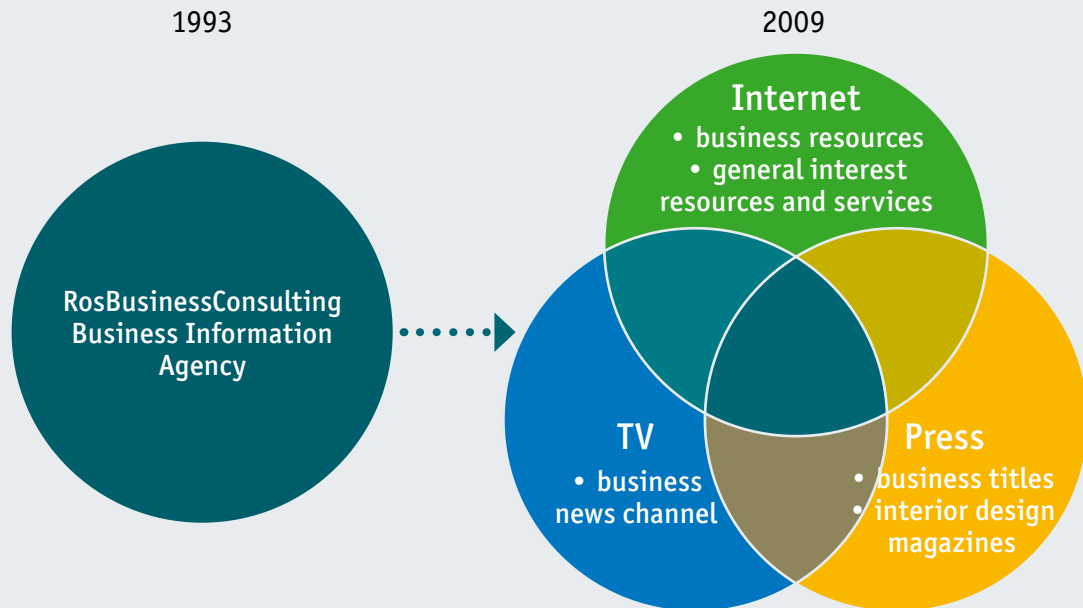 1993
2009
RosBusinessConsulting
Business Information
Agency
Internet
• business resources
• general interest
resources and services
TV
• business
news channel
Press
• business titles
• interior design
magazines